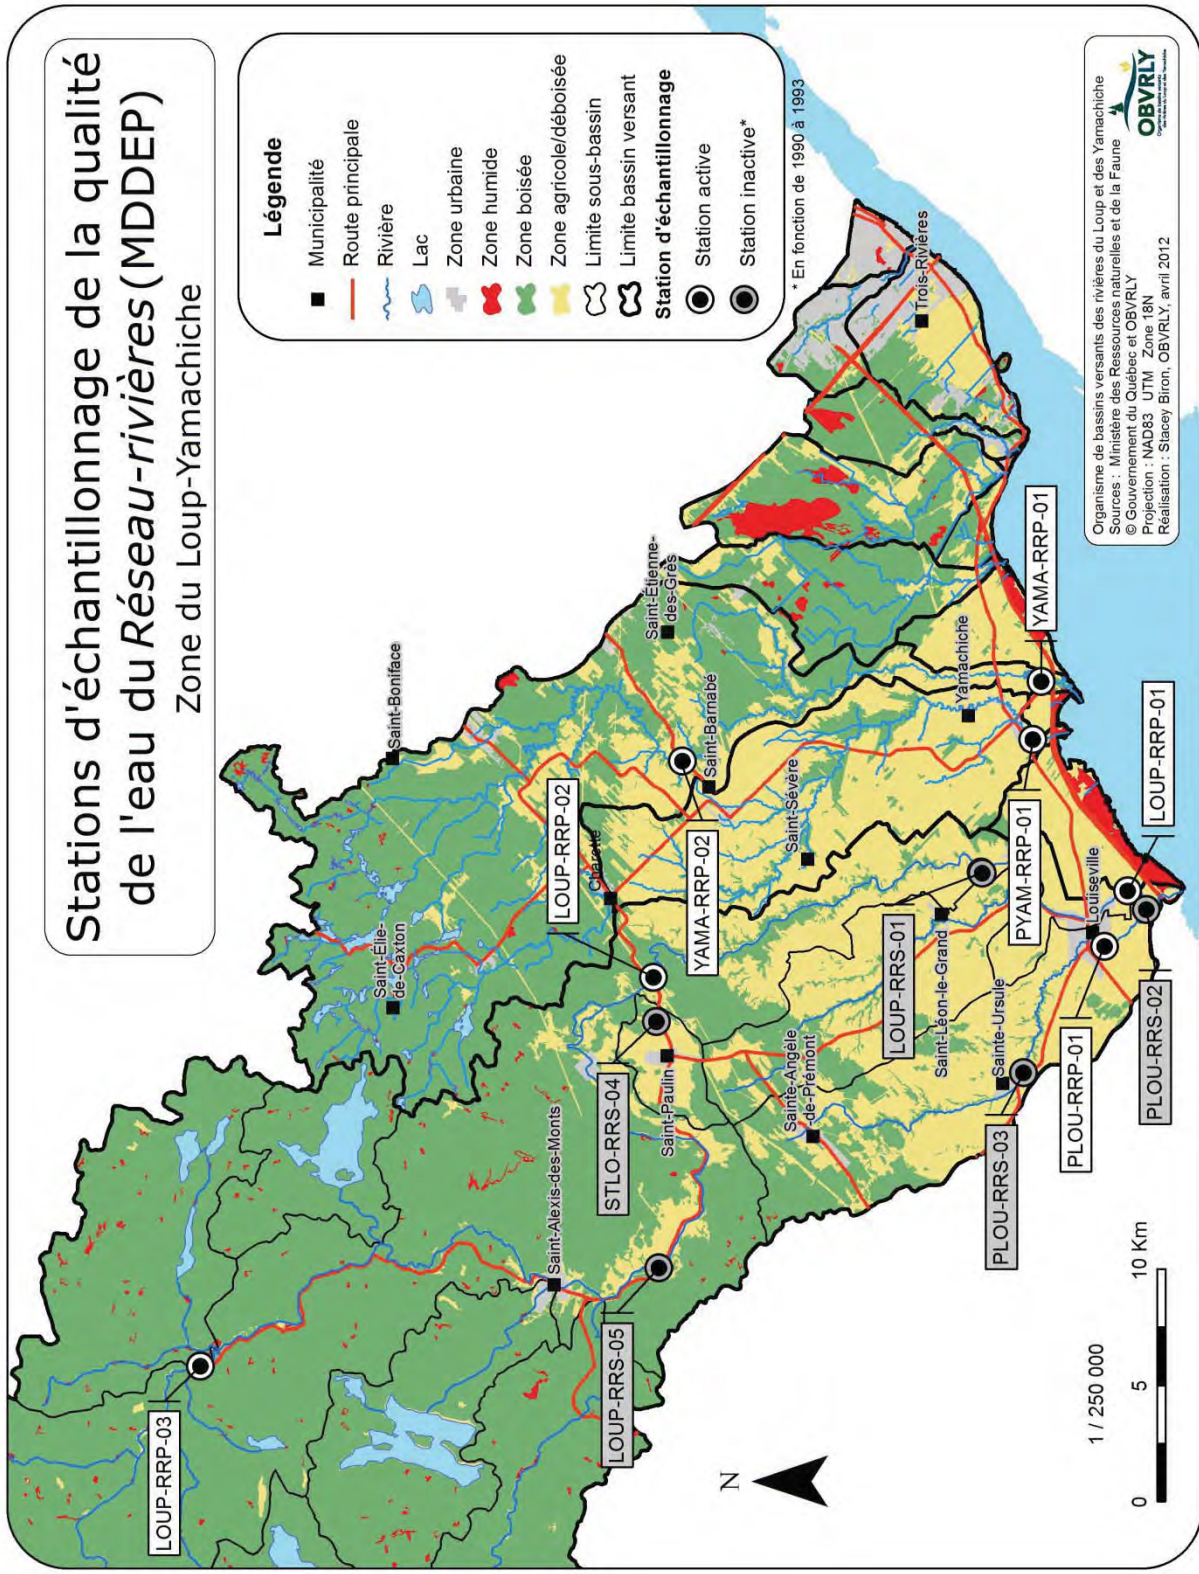 Stations d'échantillonnage de la qualité
de l'eau du Réseau-rivières (MDDEP)
Zone du Loup-Yamachiche
Légende
Municipalité
Route principale
Rivière
Lac
Zone urbaine
Zone humide
Zone boisée
Zone agricole/déboisée
Limite sous-bassin
Limite bassin versant
Station d'échantillonnage
Station active
Station inactive*
* En fonction de 1990 à 1993
LOUP-RRP-03
Saint-Alexis-des-Monts
LOUP-RRS-05
Saint-Élie-
de-Caxton
Saint-Boniface
LOUP-RRP-02
Charette
STLO-RRS-04
Saint-Paulin
YAMA-RRP-02
Saint-Barnabé
Saint-Étienne-
des-Grès
Sainte-Angèle
-de-Prémont
Saint-Sévère
LOUP-RRS-01
Saint-Léon-le-Grand
Sainte-Ursule
PLOU-RRS-03
Yamachiche
Trois-Rivières
PYAM-RRP-01
YAMA-RRP-01
Louiseville
PLOU-RRP-01
PLOU-RRS-02
LOUP-RRP-01
N
1 / 250 000
0 5 10 Km
Organisme de bassins versants des rivières du Loup et des Yamachiche
Sources : Ministère des Ressources naturelles et de la Faune
© Gouvernement du Québec et OBVRLY
Projection : NAD83 UTM Zone 18N
Réalisation : Stacey Biron, OBVRLY, avril 2012
OBVRLY